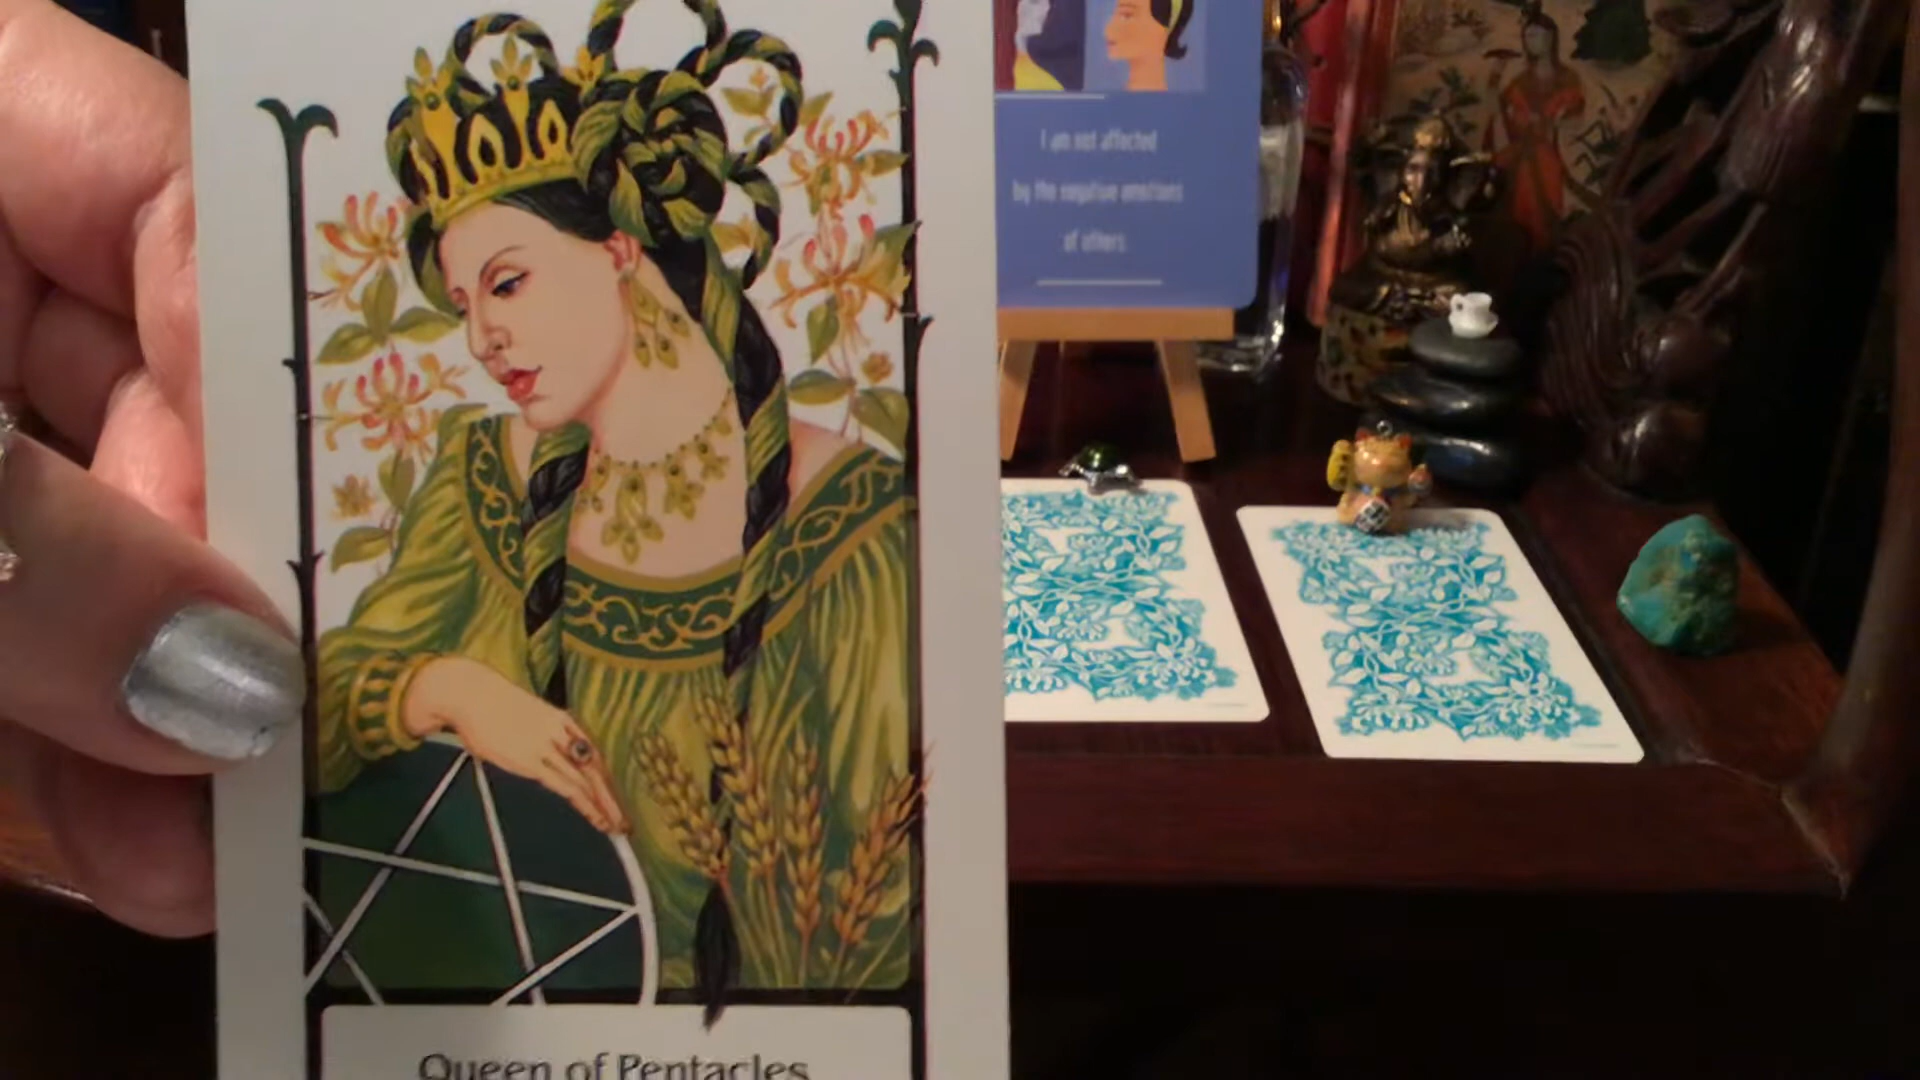 I am not affected
by the negative emotions
of others
Queen of Pentacles